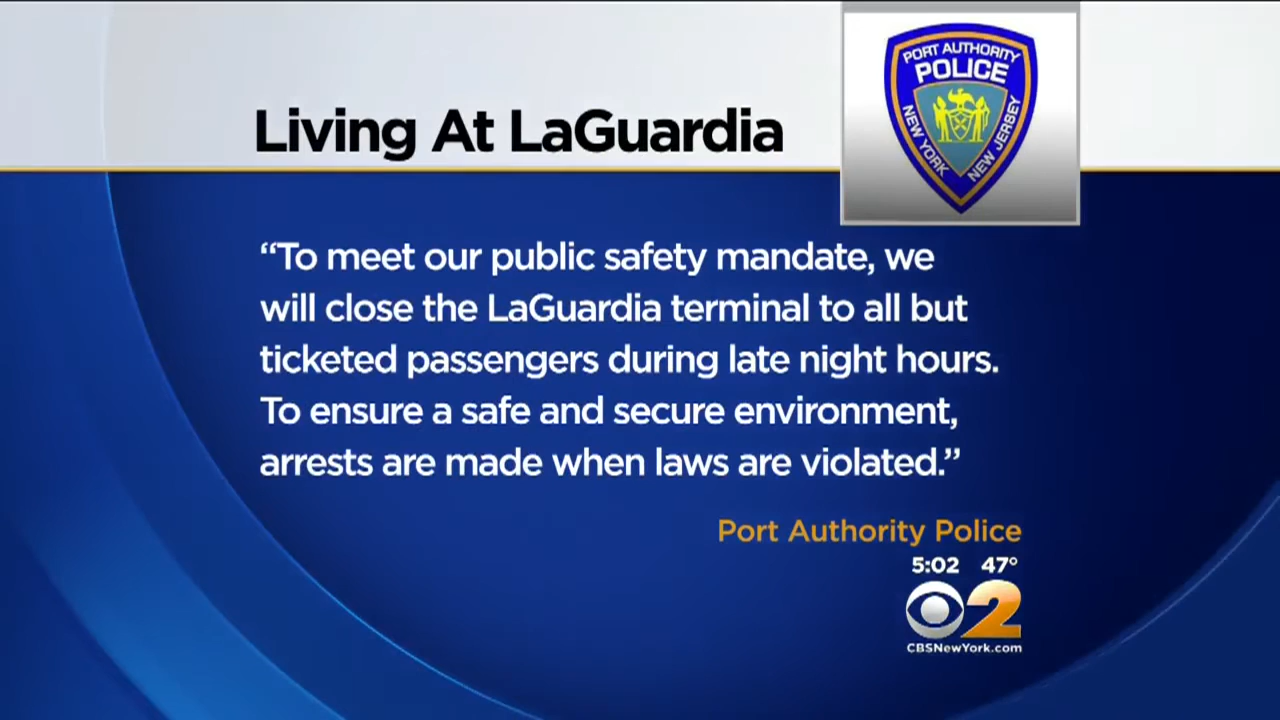 Living At LaGuardia
PORT AUTHORITY
POLICE
NEW YORK
NEW JERSEY
“To meet our public safety mandate, we
will close the LaGuardia terminal to all but
ticketed passengers during late night hours.
To ensure a safe and secure environment,
arrests are made when laws are violated.”
Port Authority Police
5:02 47°
2
CBSNewYork.com